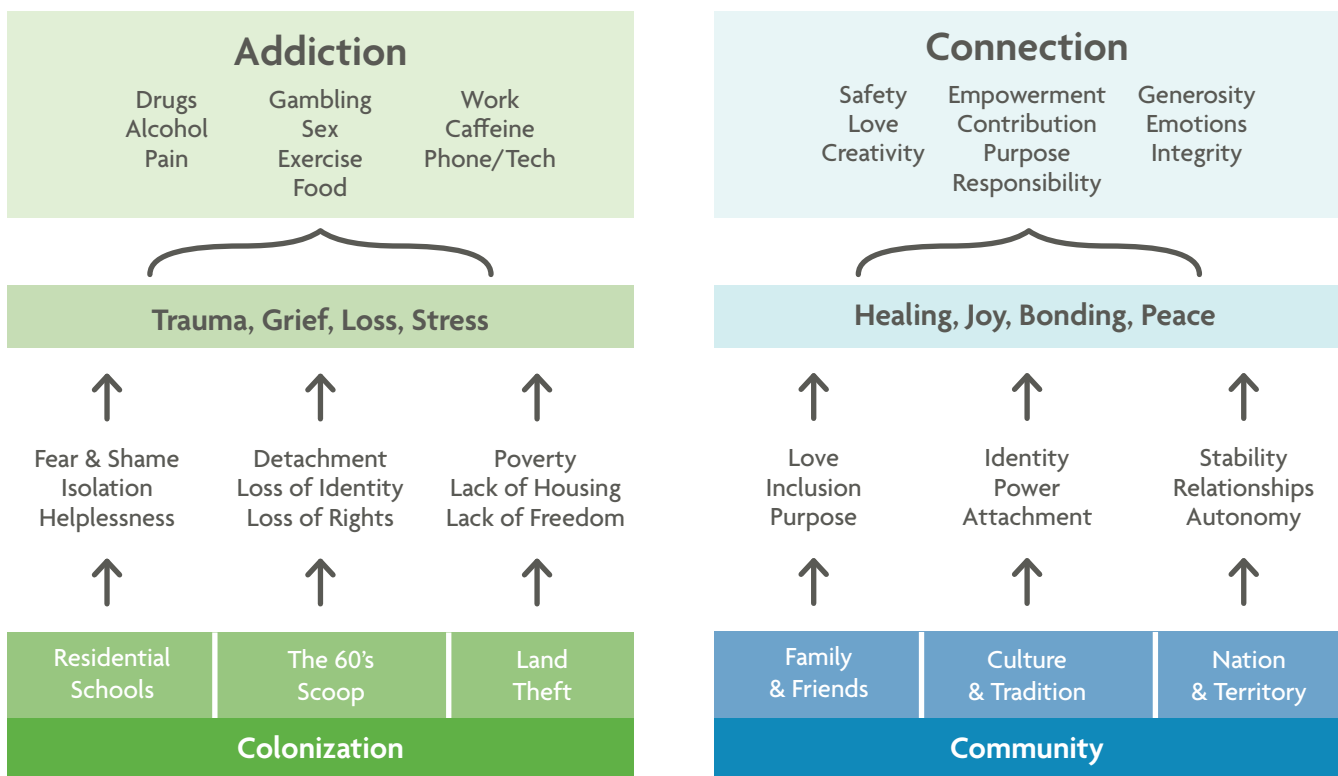 Addiction
Drugs
Alcohol
Pain
Gambling
Sex
Exercise
Food
Work
Caffeine
Phone/Tech
Trauma, Grief, Loss, Stress
Fear & Shame
Isolation
Helplessness
Detachment
Loss of Identity
Loss of Rights
Poverty
Lack of Housing
Lack of Freedom
Residential
Schools
The 60's
Scoop
Land
Theft
Colonization
Connection
Safety
Love
Creativity
Empowerment
Contribution
Purpose
Responsibility
Generosity
Emotions
Integrity
Healing, Joy, Bonding, Peace
Love
Inclusion
Purpose
Identity
Power
Attachment
Stability
Relationships
Autonomy
Family
& Friends
Culture
& Tradition
Nation
& Territory
Community